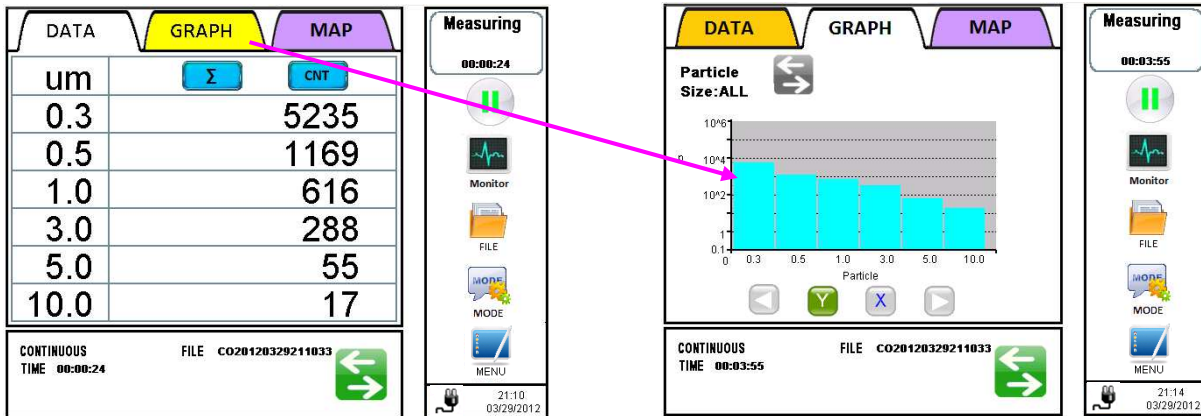 DATA GRAPH MAP
um Σ CNT
0.3 5235
0.5 1169
1.0 616
3.0 288
5.0 55
10.0 17
CONTINUOUS FILE CO20120329211033
TIME 00:00:24
Measuring
00:00:24
Monitor
FILE
MODE
MODE
MENU
21:10
03/29/2012
DATA GRAPH MAP
Particle
Size:ALL
10^6
10^4
10^2
1
0.1
0 0.3 0.5 1.0 3.0 5.0 10.0
Particle
Y X
CONTINUOUS FILE CO20120329211033
TIME 00:03:55
Measuring
00:03:55
Monitor
FILE
MODE
MODE
MENU
21:14
03/29/2012